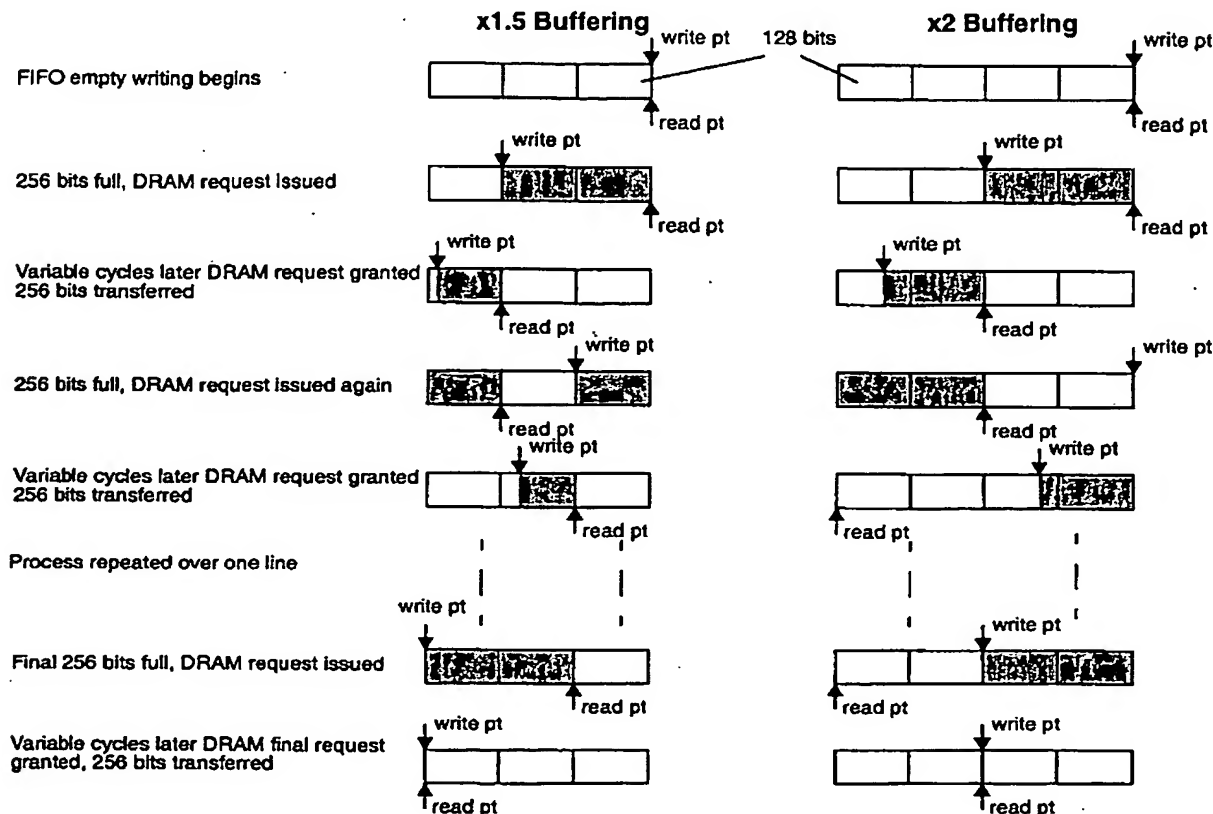 x1.5 Buffering
x2 Buffering
write pt
128 bits
write pt
FIFO empty writing begins
read pt
read pt
write pt
write pt
256 bits full, DRAM request issued
read pt
read pt
write pt
write pt
Variable cycles later DRAM request granted
256 bits transferred
read pt
read pt
write pt
write pt
256 bits full, DRAM request issued again
read pt
read pt
write pt
write pt
Variable cycles later DRAM request granted
256 bits transferred
read pt
read pt
Process repeated over one line
write pt
write pt
Final 256 bits full, DRAM request issued
read pt
read pt
write pt
write pt
Variable cycles later DRAM final request
granted, 256 bits transferred
read pt
read pt